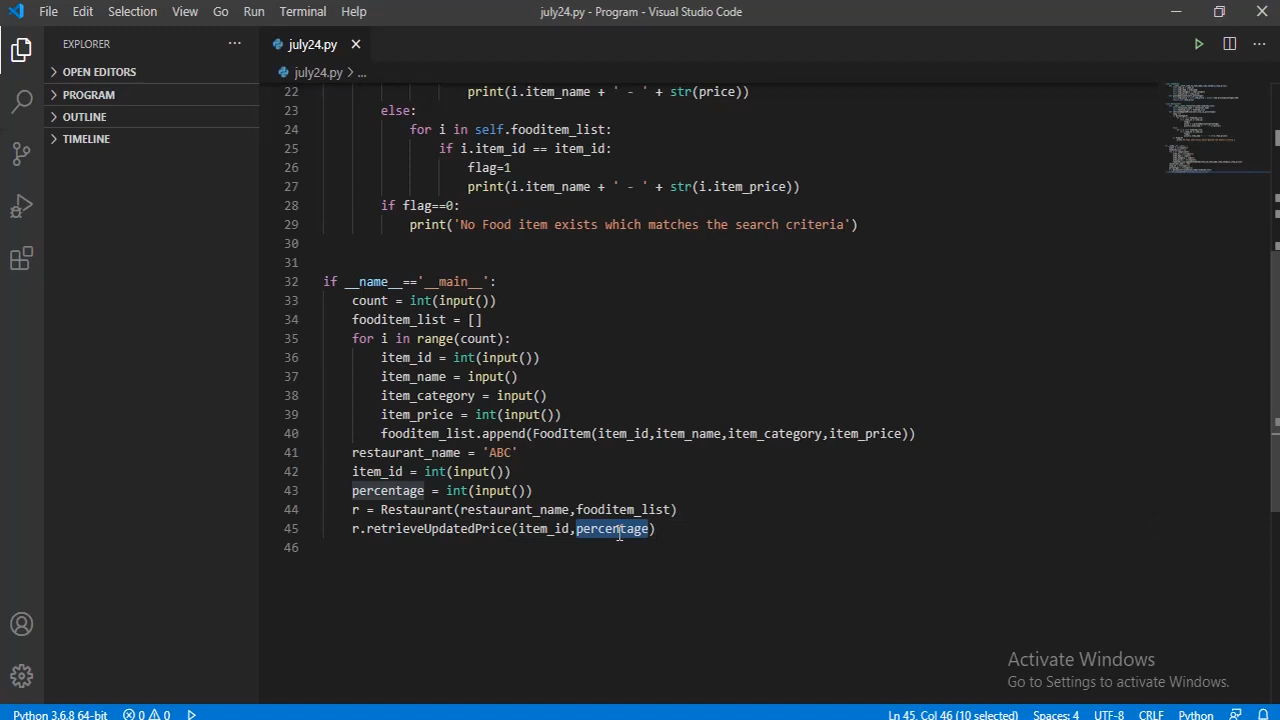 File Edit Selection View Go Run Terminal Help july24.py - Program - Visual Studio Code
EXPLORER
july24.py
OPEN EDITORS
PROGRAM
OUTLINE
TIMELINE
july24.py > ...
22 print(i.item_name + ' - ' + str(price))
23 else:
24 for i in self.fooditem_list:
25 if i.item_id == item_id:
26 flag=1
27 print(i.item_name + ' - ' + str(i.item_price))
28 if flag==0:
29 print('No Food item exists which matches the search criteria')
30
31
32 if __name__=='__main__':
33 count = int(input())
34 fooditem_list = []
35 for i in range(count):
36 item_id = int(input())
37 item_name = input()
38 item_category = input()
39 item_price = int(input())
40 fooditem_list.append(FoodItem(item_id,item_name,item_category,item_price))
41 restaurant_name = 'ABC'
42 item_id = int(input())
43 percentage = int(input())
44 r = Restaurant(restaurant_name,fooditem_list)
45 r.retrieveUpdatedPrice(item_id,percentage)
46
Activate Windows
Go to Settings to activate Windows.
Python 3.6.8 64-bit 0 0 Ln 45, Col 46 (10 selected) Spaces: 4 UTF-8 CRLF Python